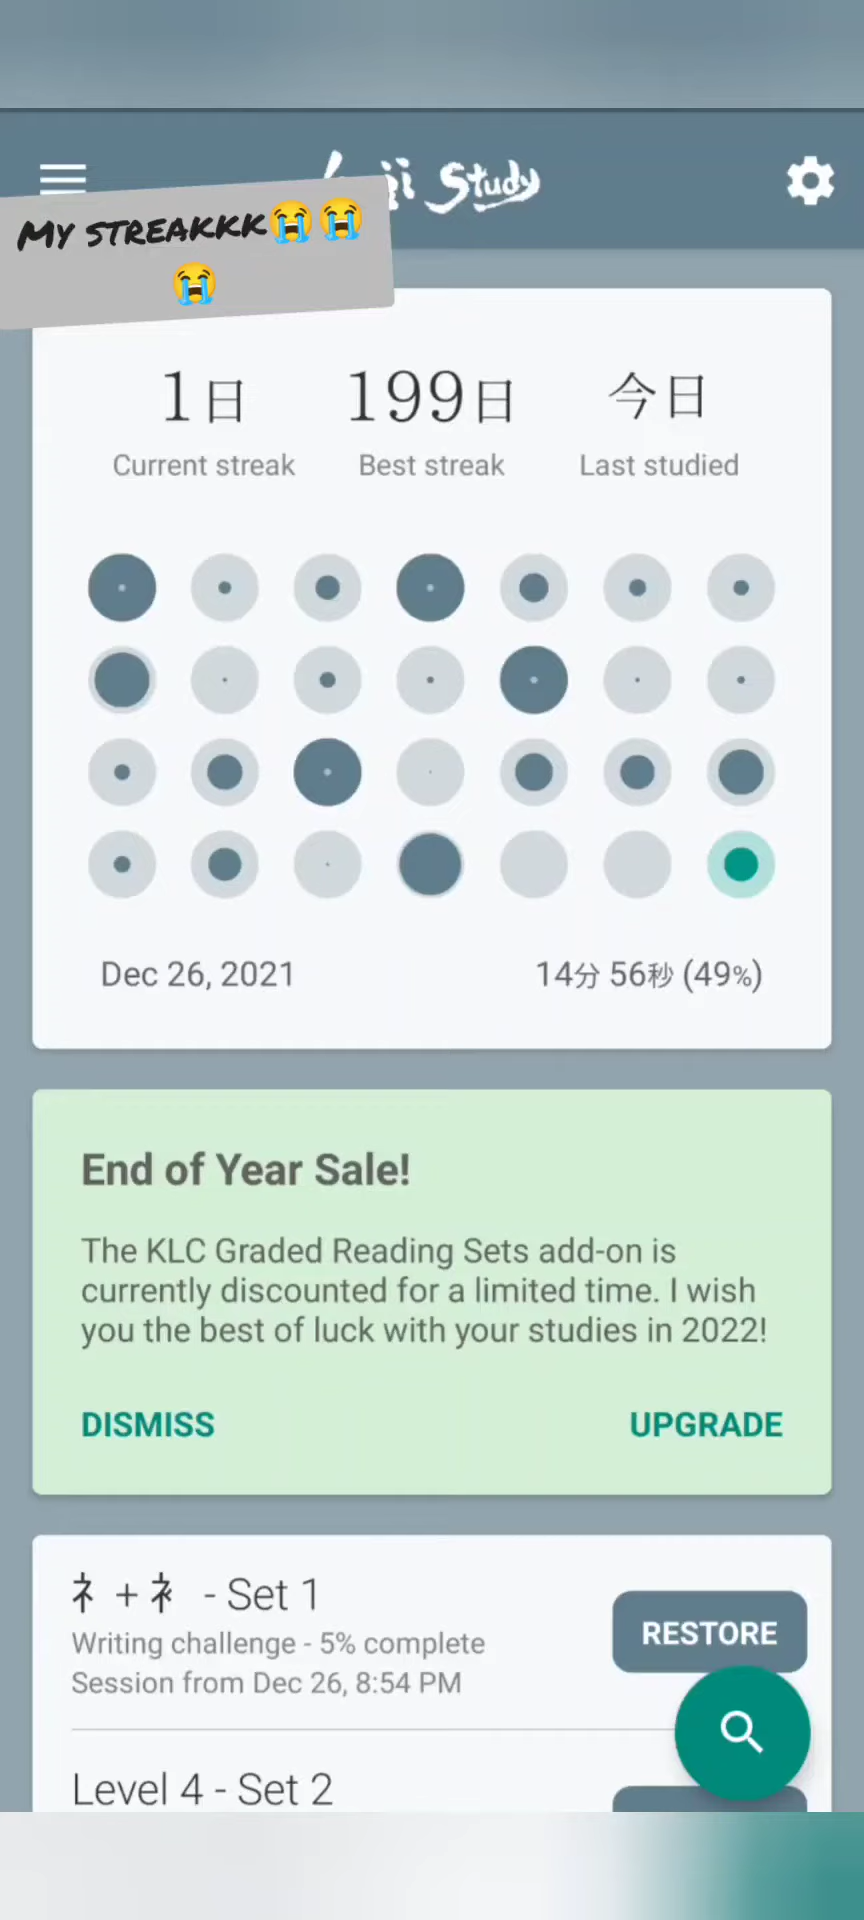 Study
My streakkk😭😭
😭
1日 199日 今日
Current streak Best streak Last studied
Dec 26, 2021 14分 56秒 (49%)
End of Year Sale!
The KLC Graded Reading Sets add-on is
currently discounted for a limited time. I wish
you the best of luck with your studies in 2022!
DISMISS UPGRADE
礻 + 衤 - Set 1
RESTORE
Writing challenge - 5% complete
Session from Dec 26, 8:54 PM
Level 4 - Set 2